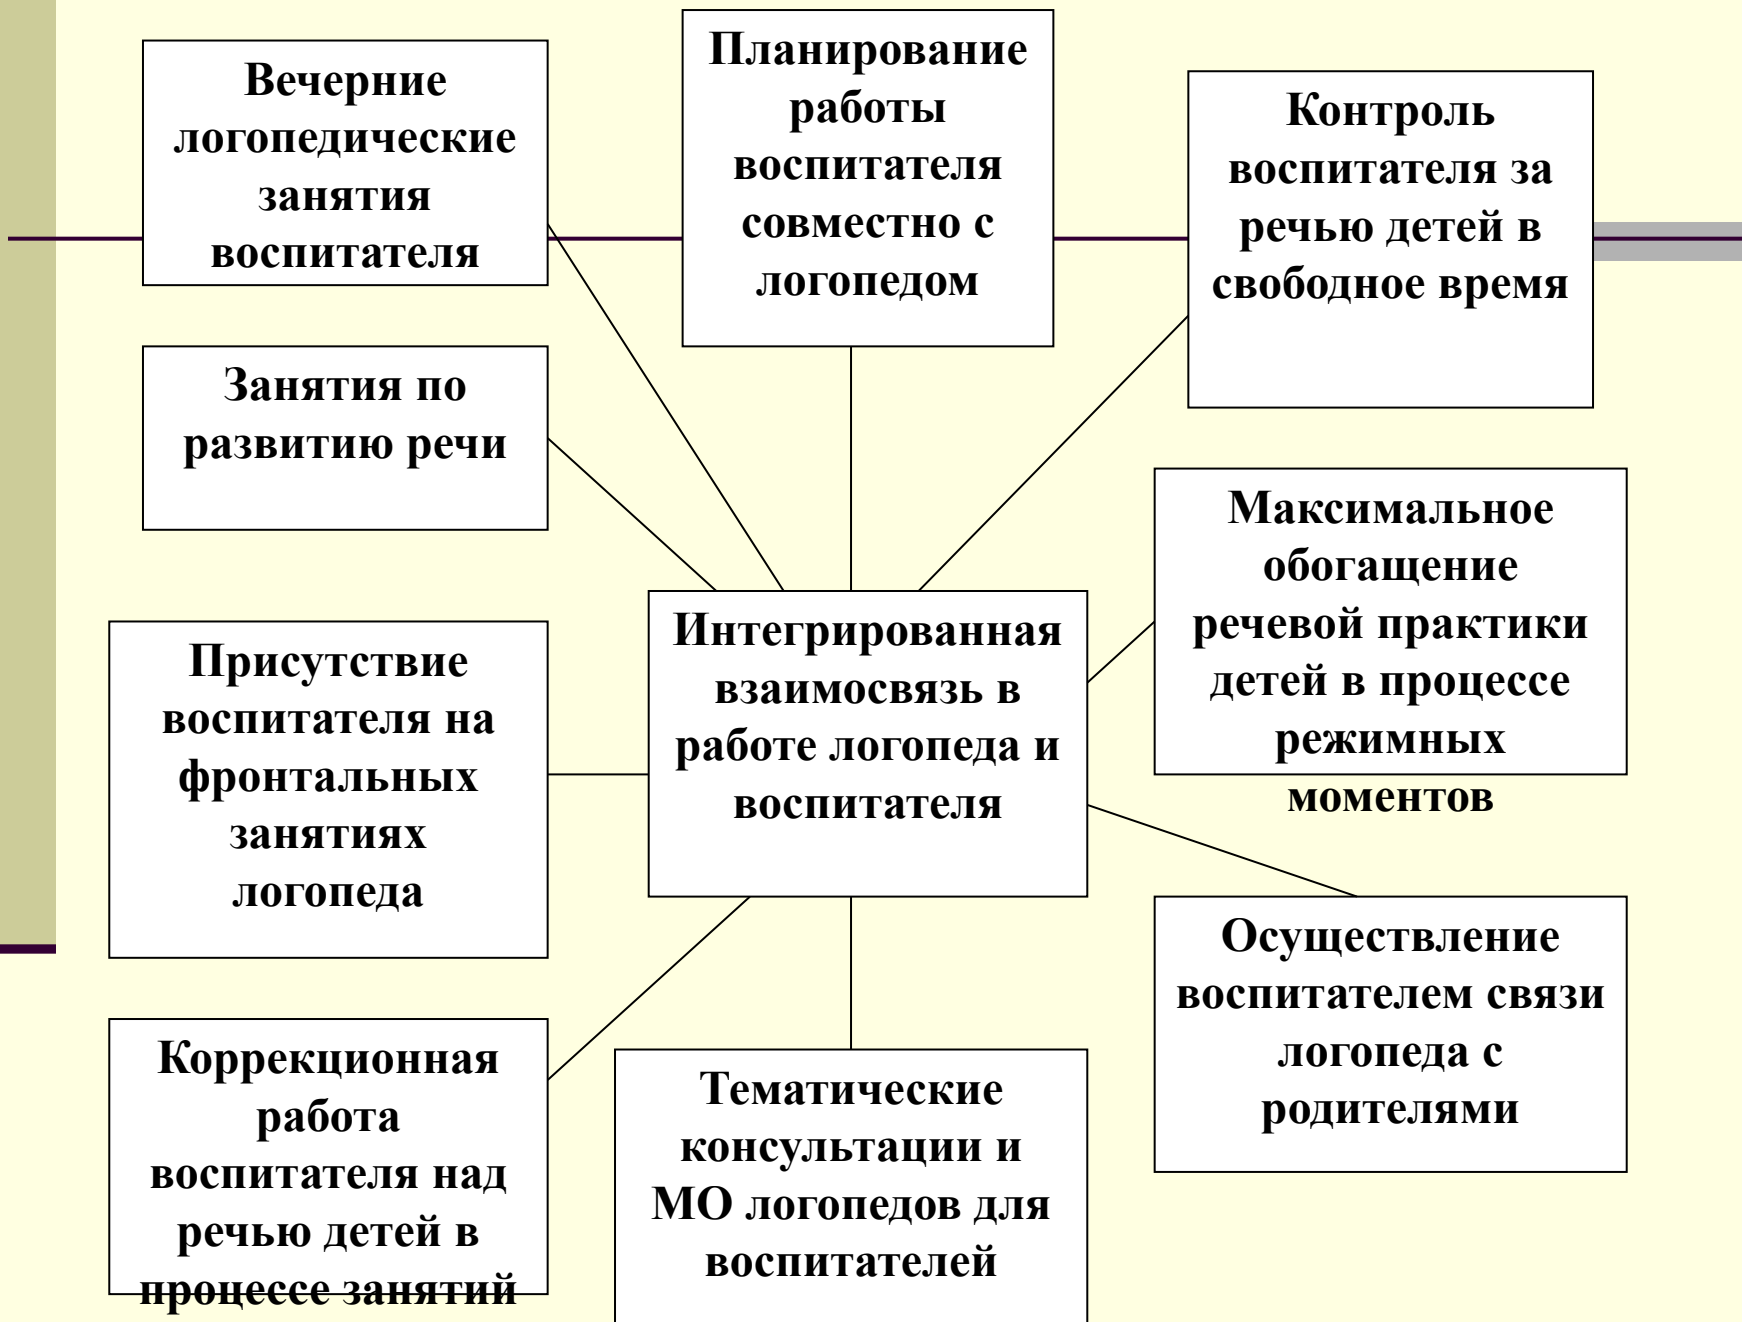 Вечерние
логопедические
занятия
воспитателя
Планирование
работы
воспитателя
совместно с
логопедом
Контроль
воспитателя за
речью детей в
свободное время
Занятия по
развитию речи
Максимальное
обогащение
речевой практики
детей в процессе
режимных
моментов
Интегрированная
взаимосвязь в
работе логопеда и
воспитателя
Присутствие
воспитателя на
фронтальных
занятиях
логопеда
Осуществление
воспитателем связи
логопеда с
родителями
Коррекционная
работа
воспитателя над
речью детей в
процессе занятий
Тематические
консультации и
МО логопедов для
воспитателей